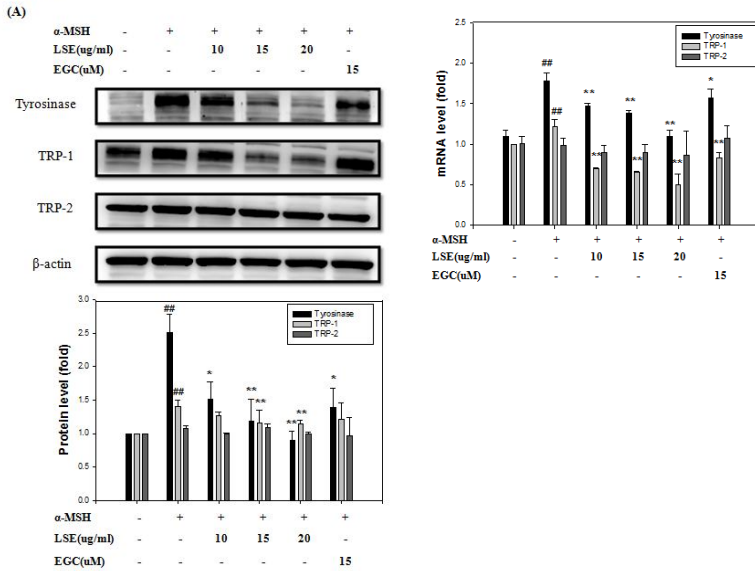 (A)
α-MSH - + + + + +
LSE(ug/ml) - - 10 15 20 -
EGC(uM) - - - - - 15
Tyrosinase
TRP-1
TRP-2
β-actin
Protein level (fold)
3.0
2.5
2.0
1.5
1.0
0.5
0.0
Tyrosinase
TRP-1
TRP-2
## ## * ** ** ** ** *
α-MSH - + + + + +
LSE(ug/ml) - - 10 15 20 -
EGC(uM) - - - - - 15
mRNA level (fold)
2.5
2.0
1.5
1.0
0.5
0.0
Tyrosinase
TRP-1
TRP-2
## ## ** ** ** ** ** ** * **
α-MSH - + + + + +
LSE(ug/ml) - - 10 15 20 -
EGC(uM) - - - - - 15